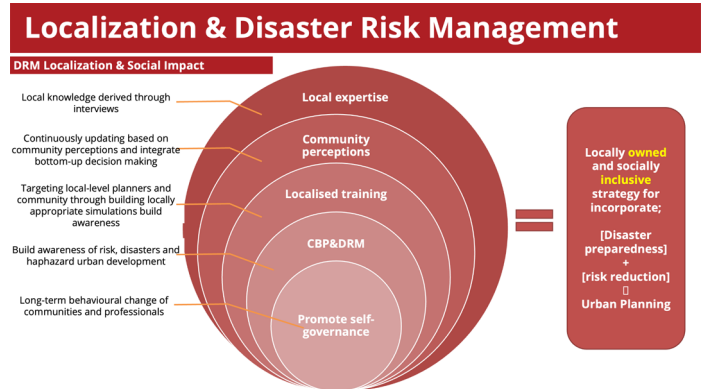 Localization & Disaster Risk Management
DRM Localization & Social Impact
Local knowledge derived through
interviews
Continuously updating based on
community perceptions and integrate
bottom-up decision making
Targeting local-level planners and
community through building locally
appropriate simulations build
awareness
Build awareness of risk, disasters and
haphazard urban development
Long-term behavioural change of
communities and professionals
Local expertise
Community
perceptions
Localised training
CBP&DRM
Promote self-
governance
Locally owned
and socially
inclusive
strategy for
incorporate;
[Disaster
preparedness]
+
[risk reduction]
▯
Urban Planning